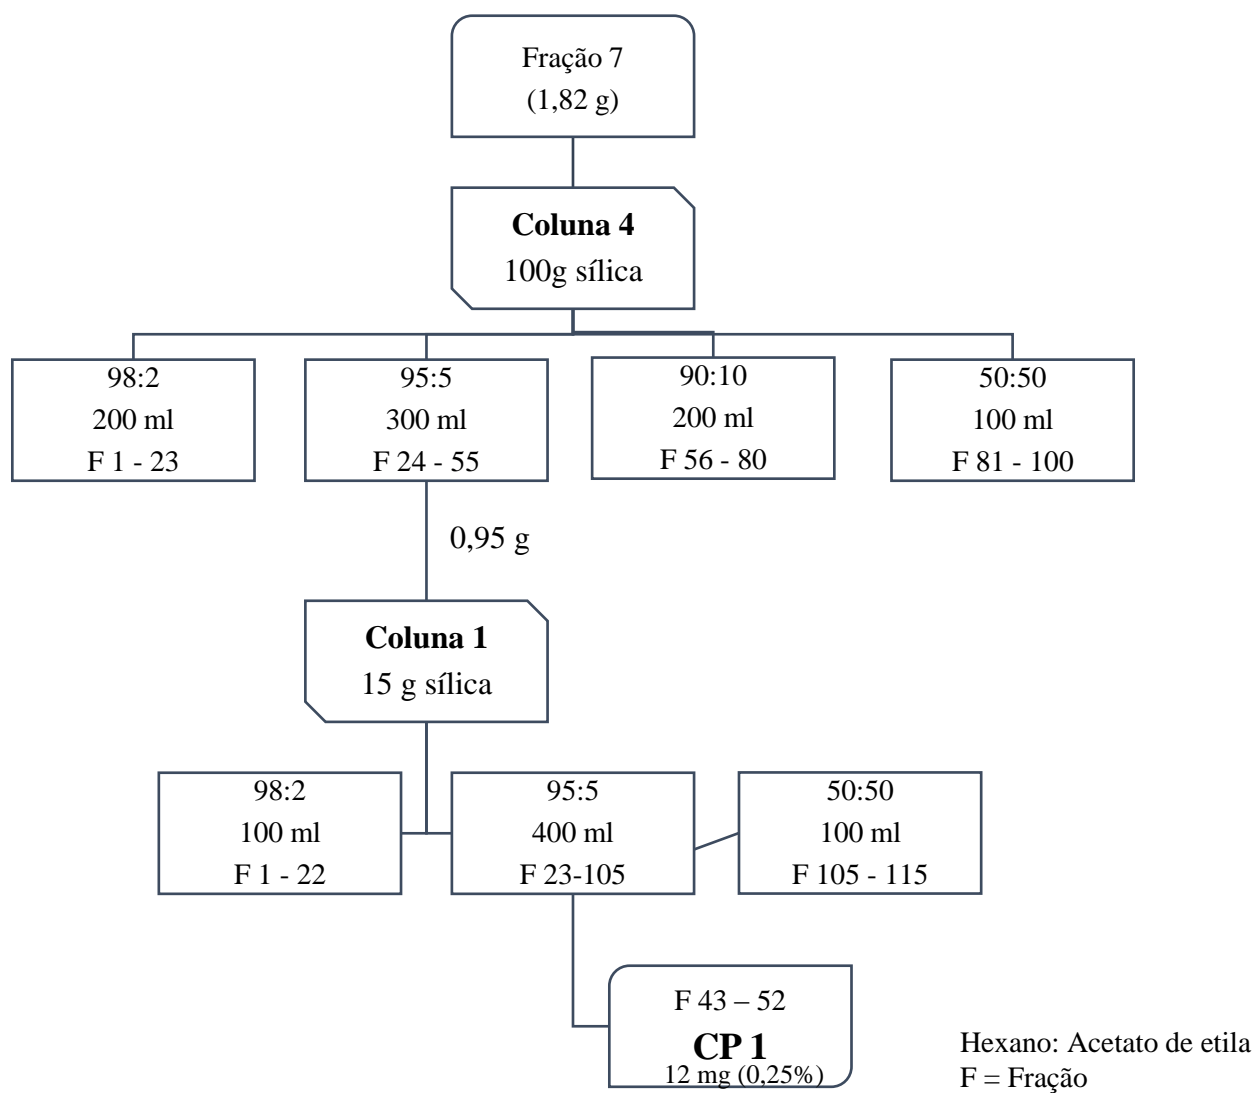 Fração 7
(1,82 g)
Coluna 4
100g sílica
98:2
200 ml
F 1 - 23
95:5
300 ml
F 24 - 55
90:10
200 ml
F 56 - 80
50:50
100 ml
F 81 - 100
0,95 g
Coluna 1
15 g sílica
98:2
100 ml
F 1 - 22
95:5
400 ml
F 23-105
50:50
100 ml
F 105 - 115
F 43 – 52
CP 1
12 mg (0,25%)
Hexano: Acetato de etila
F = Fração